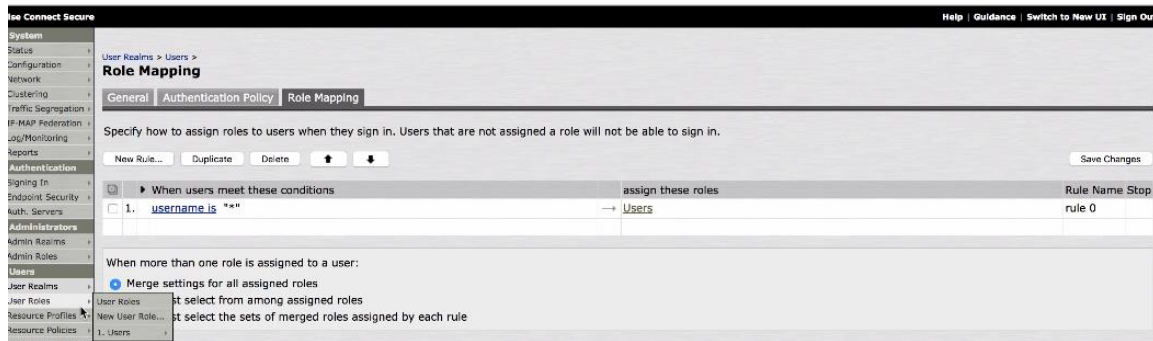 lse Connect Secure
Help | Guidance | Switch to New UI | Sign Ou
System
Status
Configuration
Network
Clustering
Traffic Segregation
IF-MAP Federation
Log/Monitoring
Reports
Authentication
Signing In
Endpoint Security
Auth. Servers
Administrators
Admin Realms
Admin Roles
Users
User Realms
User Roles
Resource Profiles
Resource Policies
User Roles
New User Role...
1. Users
User Realms > Users >
Role Mapping
General Authentication Policy Role Mapping
Specify how to assign roles to users when they sign in. Users that are not assigned a role will not be able to sign in.
New Rule... Duplicate Delete Save Changes
When users meet these conditions assign these roles Rule Name Stop
1. username is "*" → Users rule 0
When more than one role is assigned to a user:
Merge settings for all assigned roles
st select from among assigned roles
st select the sets of merged roles assigned by each rule